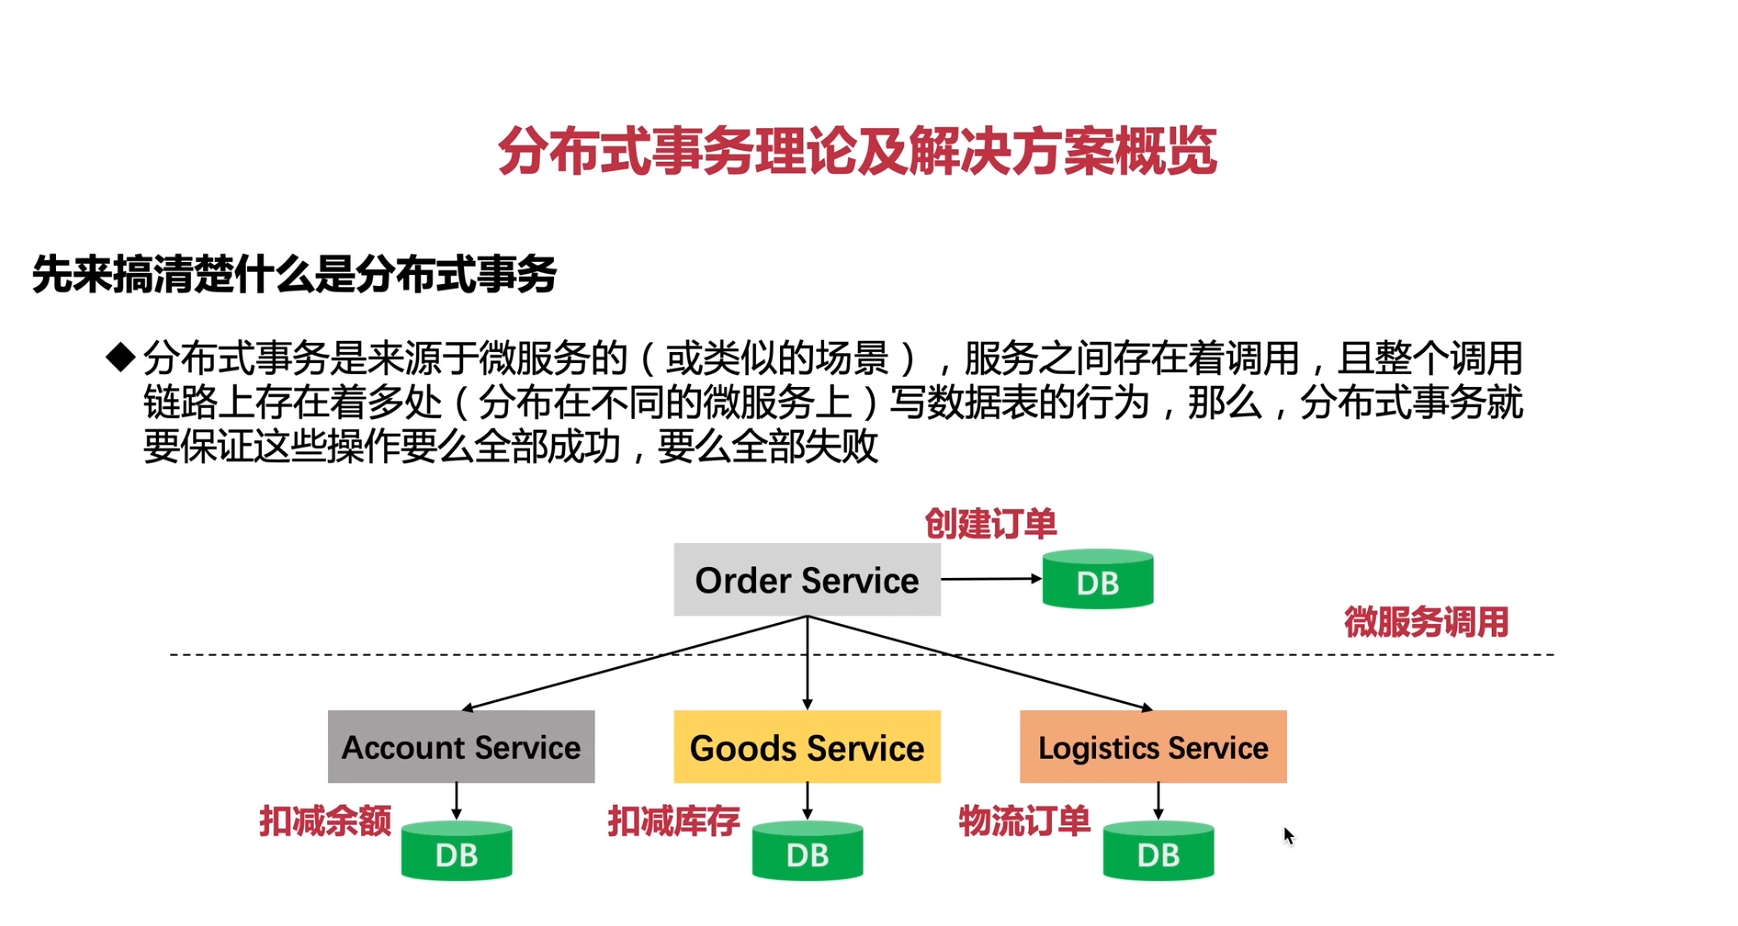 分布式事务理论及解决方案概览
先来搞清楚什么是分布式事务
◆分布式事务是来源于微服务的（或类似的场景），服务之间存在着调用，且整个调用
链路上存在着多处（分布在不同的微服务上）写数据表的行为，那么，分布式事务就
要保证这些操作要么全部成功，要么全部失败
创建订单
Order Service
DB
微服务调用
Account Service
Goods Service
Logistics Service
扣减余额
DB
扣减库存
DB
物流订单
DB